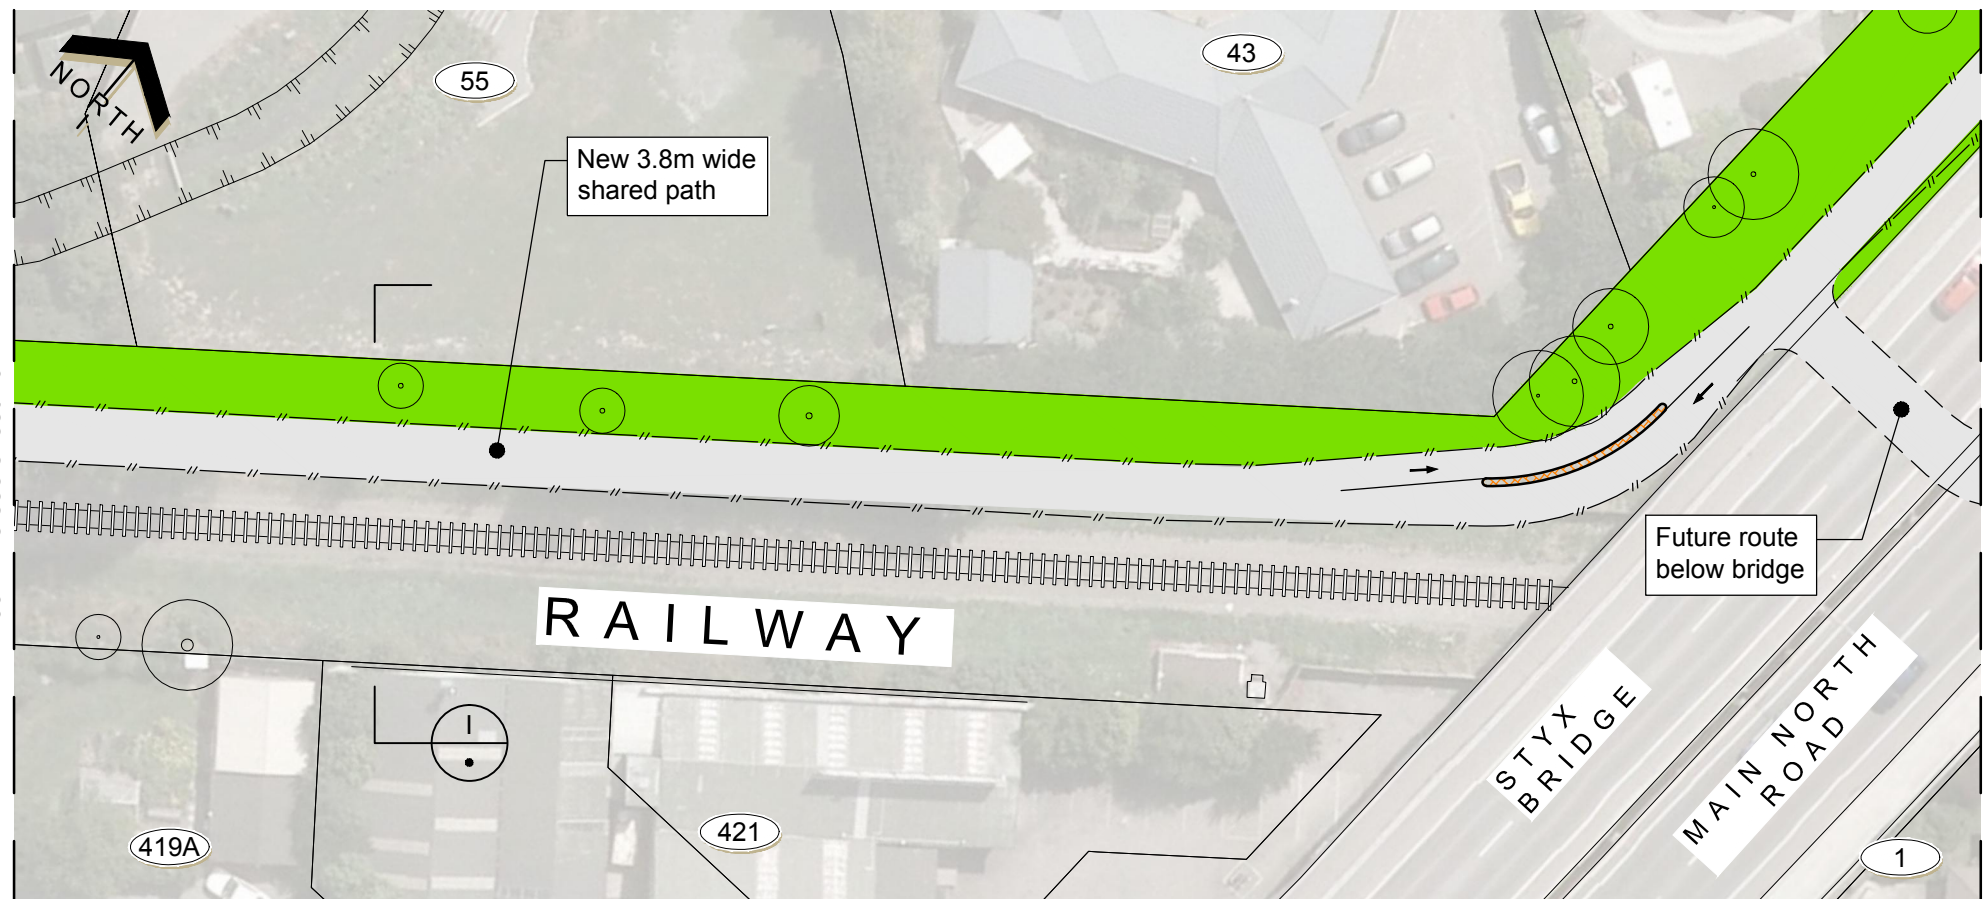 NORTH
55
43
New 3.8m wide
shared path
Future route
below bridge
RAILWAY
STYX
BRIDGE
MAIN NORTH
ROAD
I
419A
421
1